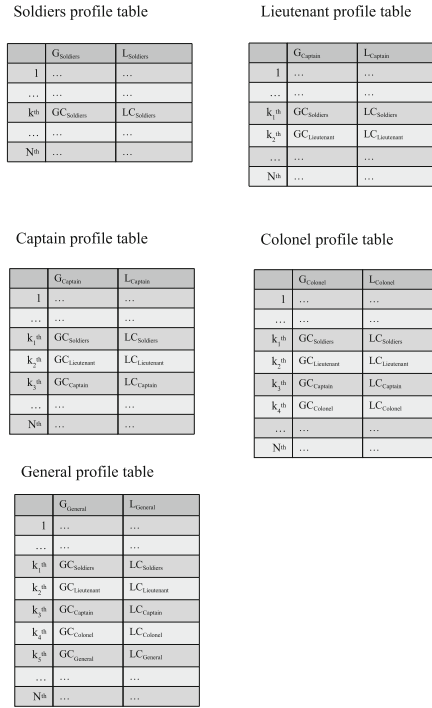 Soldiers profile table
G_Soldiers L_Soldiers
1 ... ...
... ... ...
kth GC_Soldiers LC_Soldiers
... ... ...
Nth ... ...
Lieutenant profile table
G_Captain L_Captain
1 ... ...
... ... ...
k1th GC_Soldiers LC_Soldiers
k2th GC_Lieutenant LC_Lieutenant
... ... ...
Nth ... ...
Captain profile table
G_Captain L_Captain
1 ... ...
... ... ...
k1th GC_Soldiers LC_Soldiers
k2th GC_Lieutenant LC_Lieutenant
k3th GC_Captain LC_Captain
... ... ...
Nth ... ...
Colonel profile table
G_Colonel L_Colonel
1 ... ...
... ... ...
k1th GC_Soldiers LC_Soldiers
k2th GC_Lieutenant LC_Lieutenant
k3th GC_Captain LC_Captain
k4th GC_Colonel LC_Colonel
... ... ...
Nth ... ...
General profile table
G_General L_General
1 ... ...
... ... ...
k1th GC_Soldiers LC_Soldiers
k2th GC_Lieutenant LC_Lieutenant
k3th GC_Captain LC_Captain
k4th GC_Colonel LC_Colonel
k5th GC_General LC_General
... ... ...
Nth ... ...